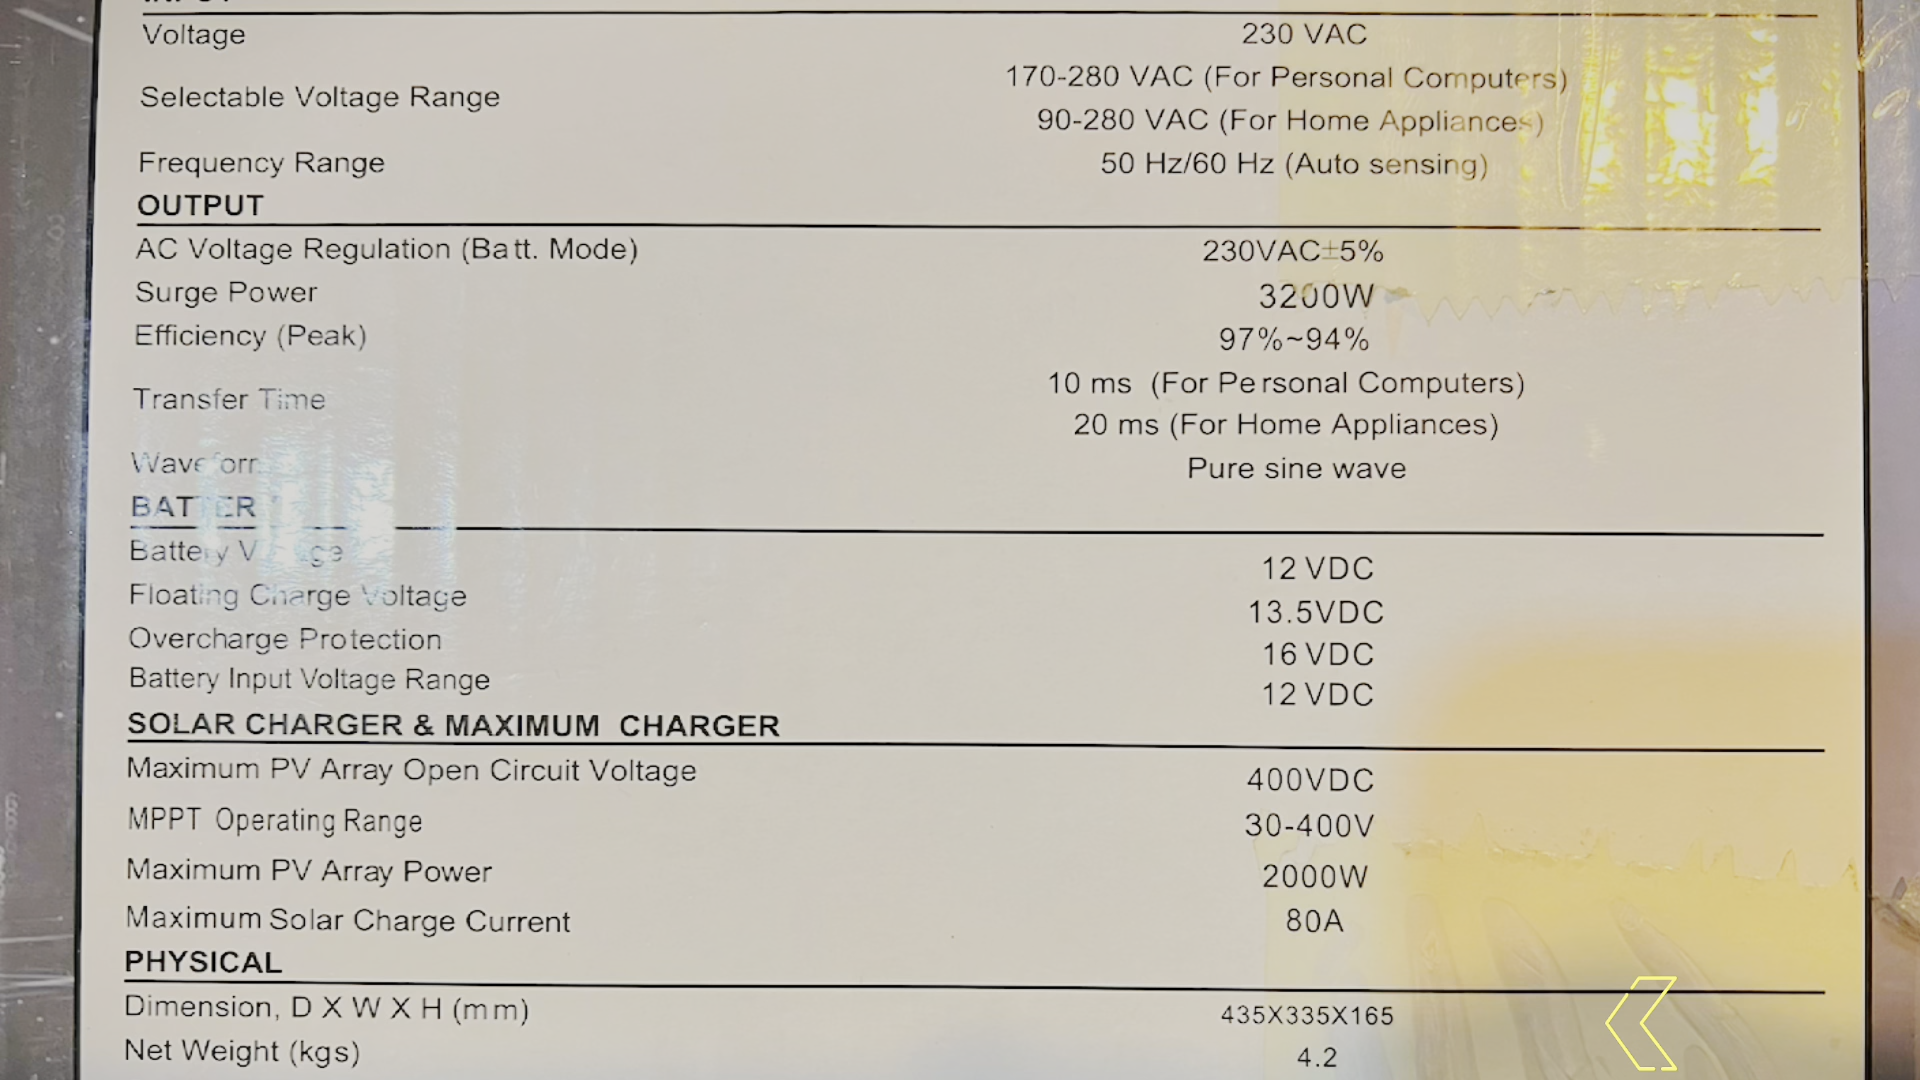 Voltage 230 VAC
Selectable Voltage Range 170-280 VAC (For Personal Computers)
90-280 VAC (For Home Appliances)
Frequency Range 50 Hz/60 Hz (Auto sensing)
OUTPUT
AC Voltage Regulation (Batt. Mode) 230VAC±5%
Surge Power 3200W
Efficiency (Peak) 97%~94%
Transfer Time 10 ms (For Personal Computers)
20 ms (For Home Appliances)
Pure sine wave
Battery 12 VDC
Floating Charge Voltage 13.5VDC
Overcharge Protection 16 VDC
Battery Input Voltage Range 12 VDC
SOLAR CHARGER & MAXIMUM CHARGER
Maximum PV Array Open Circuit Voltage 400VDC
MPPT Operating Range 30-400V
Maximum PV Array Power 2000W
Maximum Solar Charge Current 80A
PHYSICAL
Dimension, D X W X H (mm) 435X335X165
Net Weight (kgs) 4.2